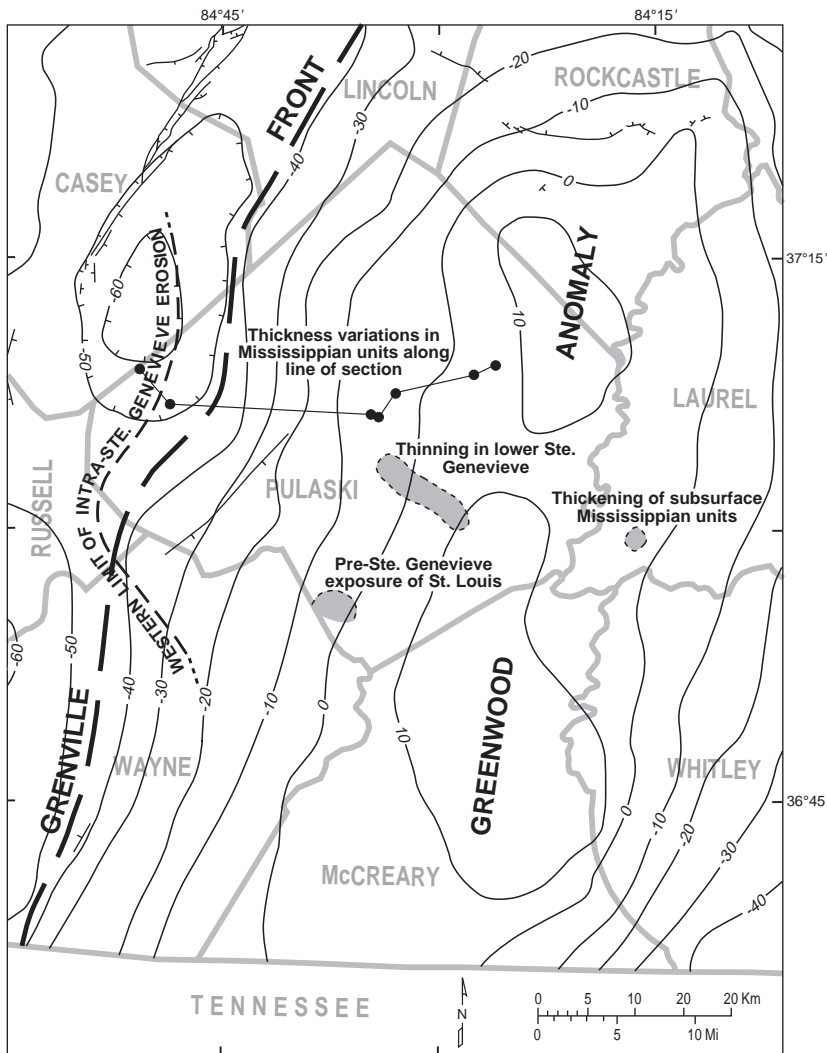 84°45′
84°15′
LINCOLN
ROCKCASTLE
CASEY
FRONT
-20
-10
0
-30
-40
-60
-50
10
37°15′
ANOMALY
WESTERN LIMIT OF INTRA-STE. GENEVIEVE EROSION
Thickness variations in
Mississippian units along
line of section
LAUREL
Thinning in lower Ste.
Genevieve
PULASKI
RUSSELL
Thickening of subsurface
Mississippian units
Pre-Ste. Genevieve
exposure of St. Louis
-60
-50
-40
-30
-20
-10
0
10
GREENWOOD
GRENVILLE
WAYNE
WHITLEY
36°45′
0
-10
-20
-30
-40
McCREARY
TENNESSEE
N
0 5 10 20 20 Km
0 5 10 Mi